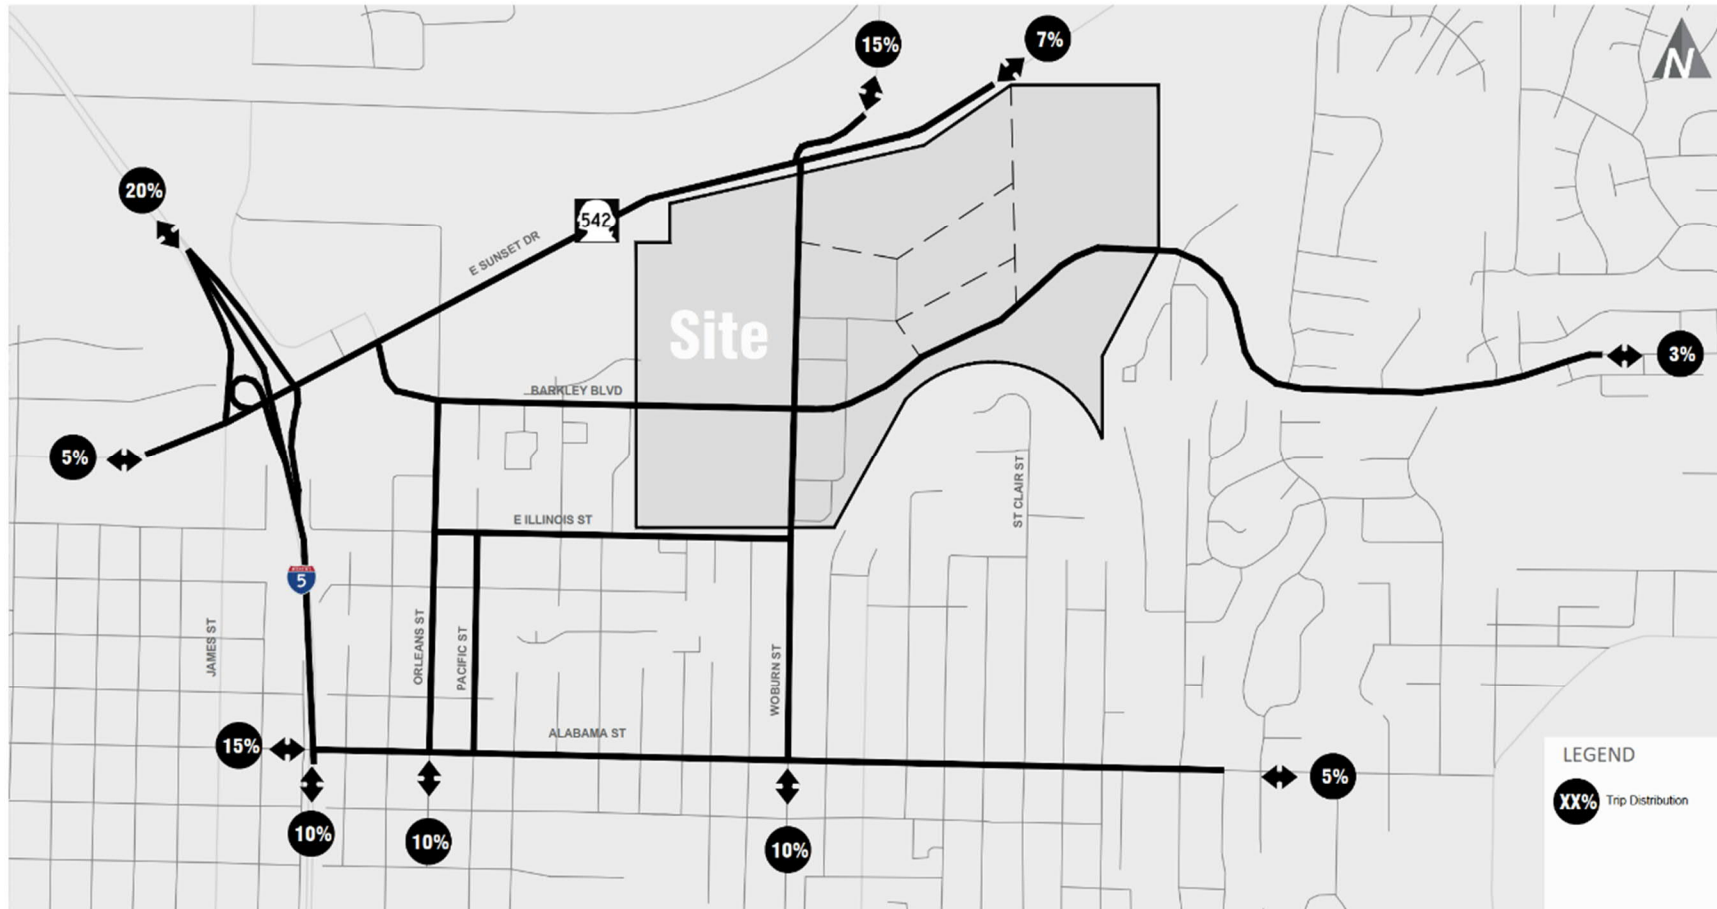 15%
7%
N
20%
542
E SUNSET DR
Site
3%
BARKLEY BLVD
5%
ST CLAIR ST
E ILLINOIS ST
5
JAMES ST
ORLEANS ST
PACIFIC ST
WOBURN ST
ALABAMA ST
15%
5%
LEGEND
XX% Trip Distribution
10%
10%
10%